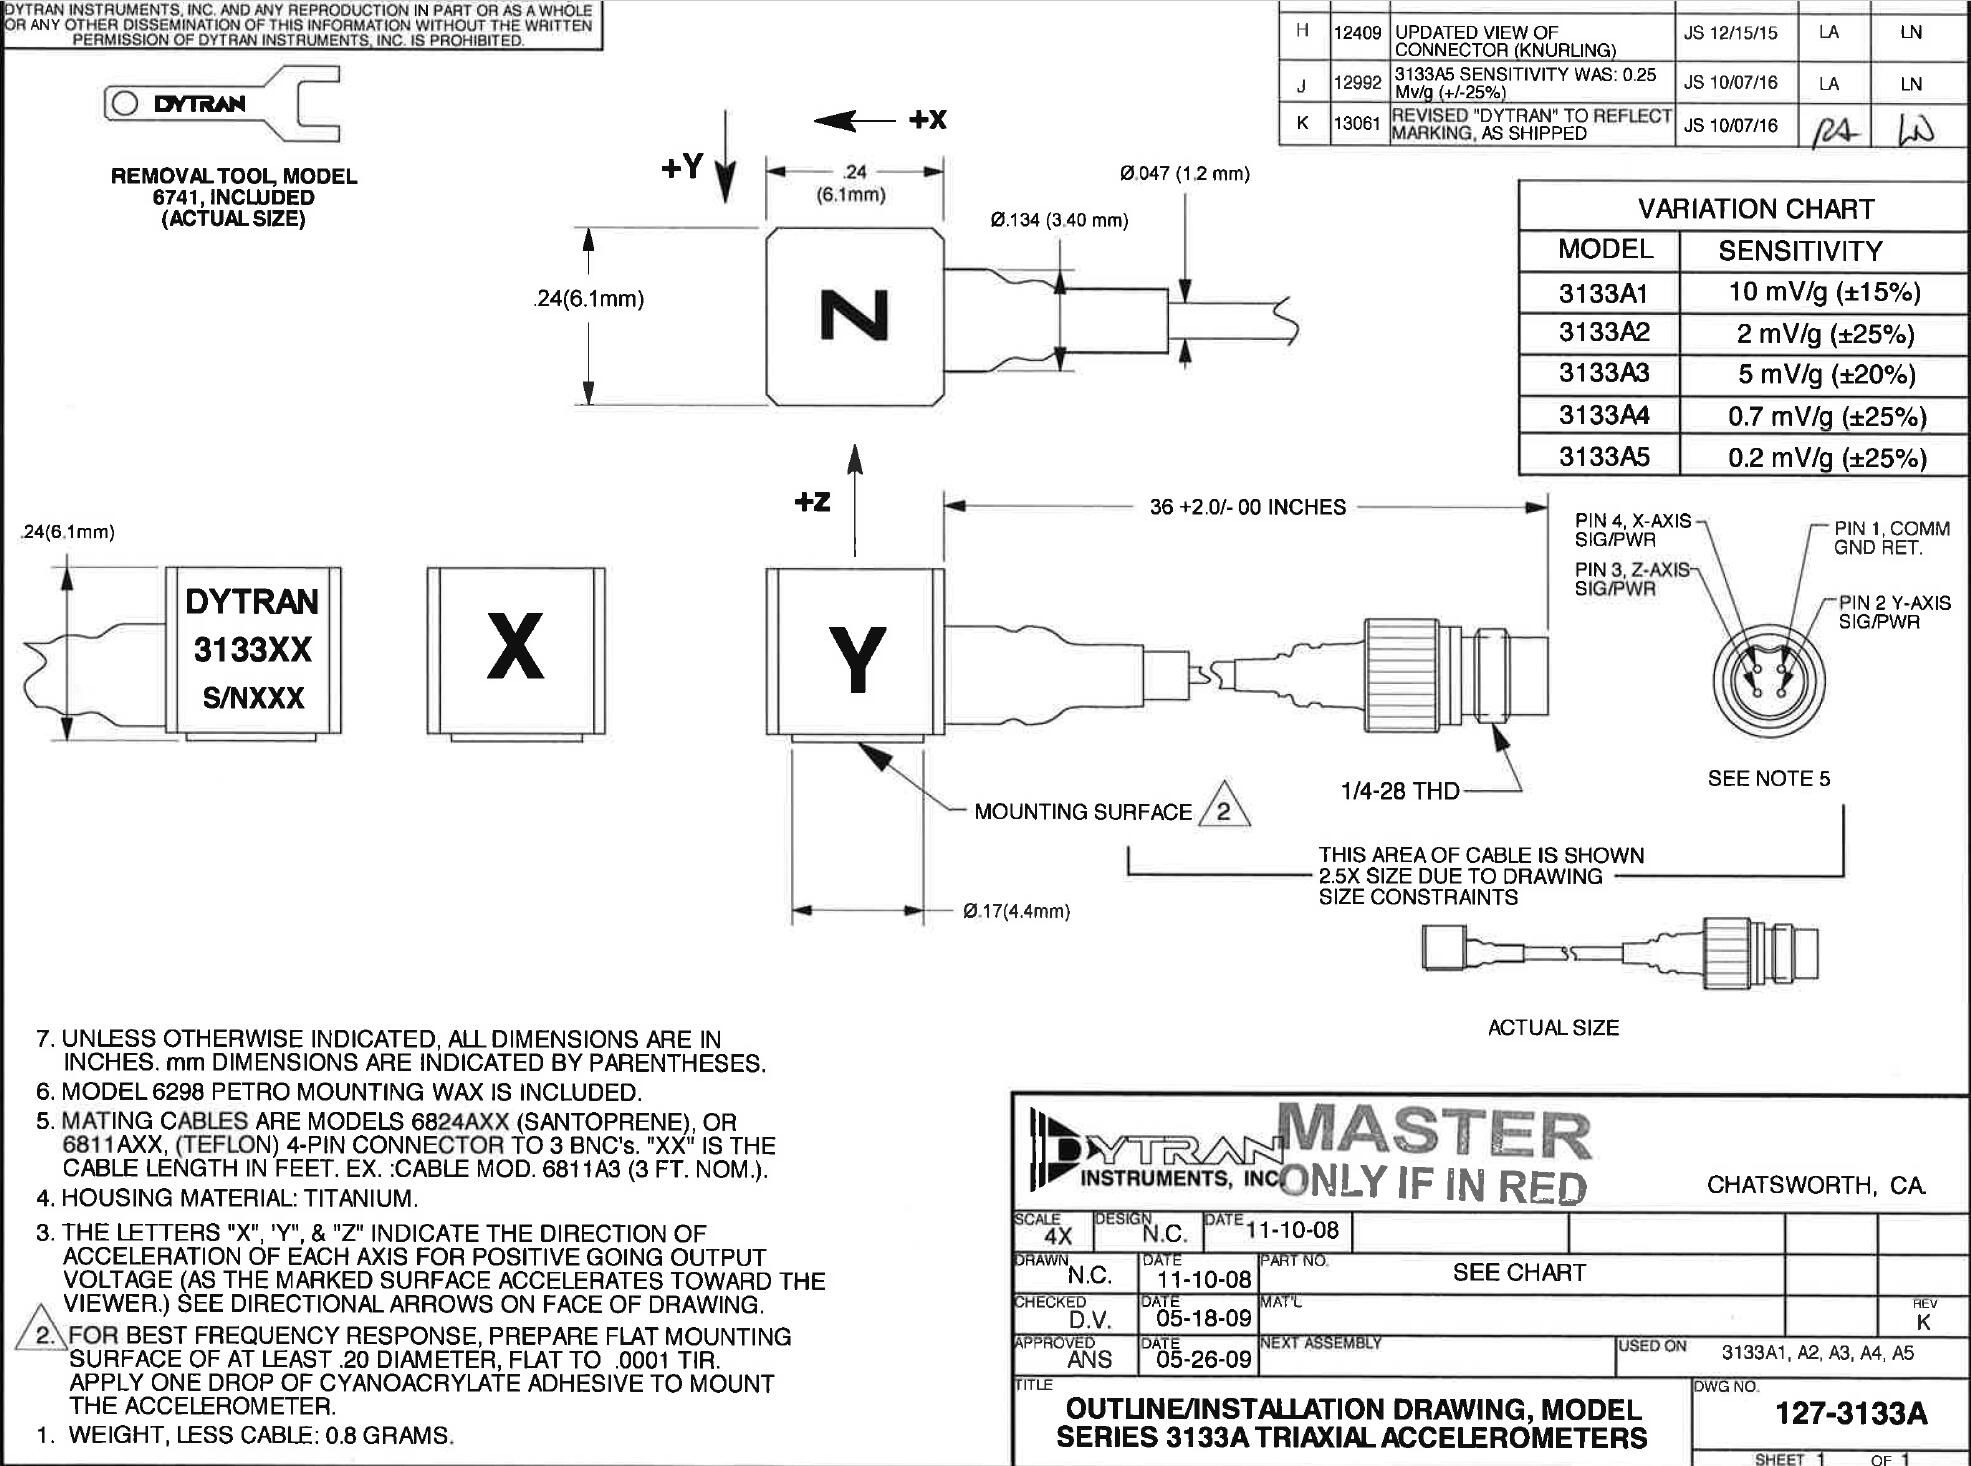 DYTRAN INSTRUMENTS, INC. AND ANY REPRODUCTION IN PART OR AS A WHOLE
OR ANY OTHER DISSEMINATION OF THIS INFORMATION WITHOUT THE WRITTEN
PERMISSION OF DYTRAN INSTRUMENTS, INC. IS PROHIBITED.
H 12409 UPDATED VIEW OF
CONNECTOR (KNURLING) JS 12/15/15 LA LN
J 12992 3133A5 SENSITIVITY WAS: 0.25
Mv/g (+/-25%) JS 10/07/16 LA LN
K 13061 REVISED "DYTRAN" TO REFLECT
MARKING, AS SHIPPED JS 10/07/16 RA LN
DYTRAN
REMOVAL TOOL, MODEL
6741, INCLUDED
(ACTUAL SIZE)
+X
+Y
.24
(6.1mm)
Ø.047 (1.2 mm)
Ø.134 (3.40 mm)
.24(6.1mm)
Z
VARIATION CHART
MODEL SENSITIVITY
3133A1 10 mV/g (±15%)
3133A2 2 mV/g (±25%)
3133A3 5 mV/g (±20%)
3133A4 0.7 mV/g (±25%)
3133A5 0.2 mV/g (±25%)
+Z
36 +2.0/-.00 INCHES
.24(6.1mm)
DYTRAN
3133XX
S/NXXX
X
Y
PIN 4, X-AXIS
SIG/PWR
PIN 3, Z-AXIS
SIG/PWR
PIN 1, COMM
GND RET.
PIN 2 Y-AXIS
SIG/PWR
SEE NOTE 5
1/4-28 THD
MOUNTING SURFACE 2
THIS AREA OF CABLE IS SHOWN
2.5X SIZE DUE TO DRAWING
SIZE CONSTRAINTS
Ø.17(4.4mm)
ACTUAL SIZE
7. UNLESS OTHERWISE INDICATED, ALL DIMENSIONS ARE IN
INCHES. mm DIMENSIONS ARE INDICATED BY PARENTHESES.
6. MODEL 6298 PETRO MOUNTING WAX IS INCLUDED.
5. MATING CABLES ARE MODELS 6824AXX (SANTOPRENE), OR
6811AXX, (TEFLON) 4-PIN CONNECTOR TO 3 BNC's. "XX" IS THE
CABLE LENGTH IN FEET. EX. :CABLE MOD. 6811A3 (3 FT. NOM.).
4. HOUSING MATERIAL: TITANIUM.
3. THE LETTERS "X", 'Y", & "Z" INDICATE THE DIRECTION OF
ACCELERATION OF EACH AXIS FOR POSITIVE GOING OUTPUT
VOLTAGE (AS THE MARKED SURFACE ACCELERATES TOWARD THE
VIEWER.) SEE DIRECTIONAL ARROWS ON FACE OF DRAWING.
2. FOR BEST FREQUENCY RESPONSE, PREPARE FLAT MOUNTING
SURFACE OF AT LEAST .20 DIAMETER, FLAT TO .0001 TIR.
APPLY ONE DROP OF CYANOACRYLATE ADHESIVE TO MOUNT
THE ACCELEROMETER.
1. WEIGHT, LESS CABLE: 0.8 GRAMS.
DYTRAN
INSTRUMENTS, INC.
MASTER
ONLY IF IN RED
CHATSWORTH, CA.
SCALE 4X DESIGN N.C. DATE 11-10-08
DRAWN N.C. DATE 11-10-08 PART NO. SEE CHART
CHECKED D.V. DATE 05-18-09 MAT'L REV K
APPROVED ANS DATE 05-26-09 NEXT ASSEMBLY USED ON 3133A1, A2, A3, A4, A5
TITLE
OUTLINE/INSTALLATION DRAWING, MODEL
SERIES 3133A TRIAXIAL ACCELEROMETERS
DWG NO.
127-3133A
SHEET 1 OF 1